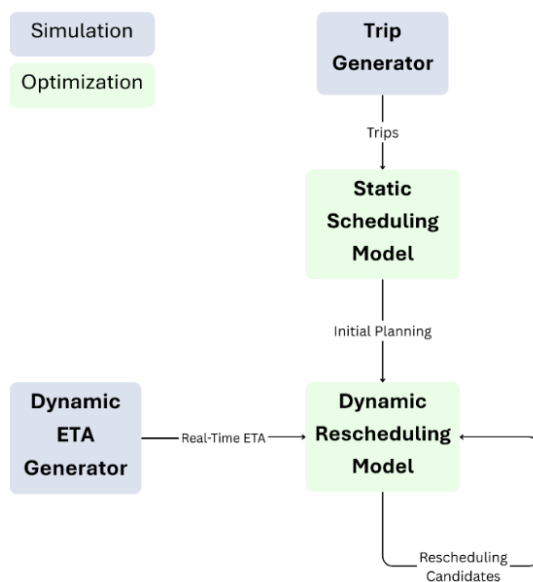 Simulation
Optimization
Trip
Generator
Trips
Static
Scheduling
Model
Initial Planning
Dynamic
ETA
Generator
Real-Time ETA
Dynamic
Rescheduling
Model
Rescheduling
Candidates